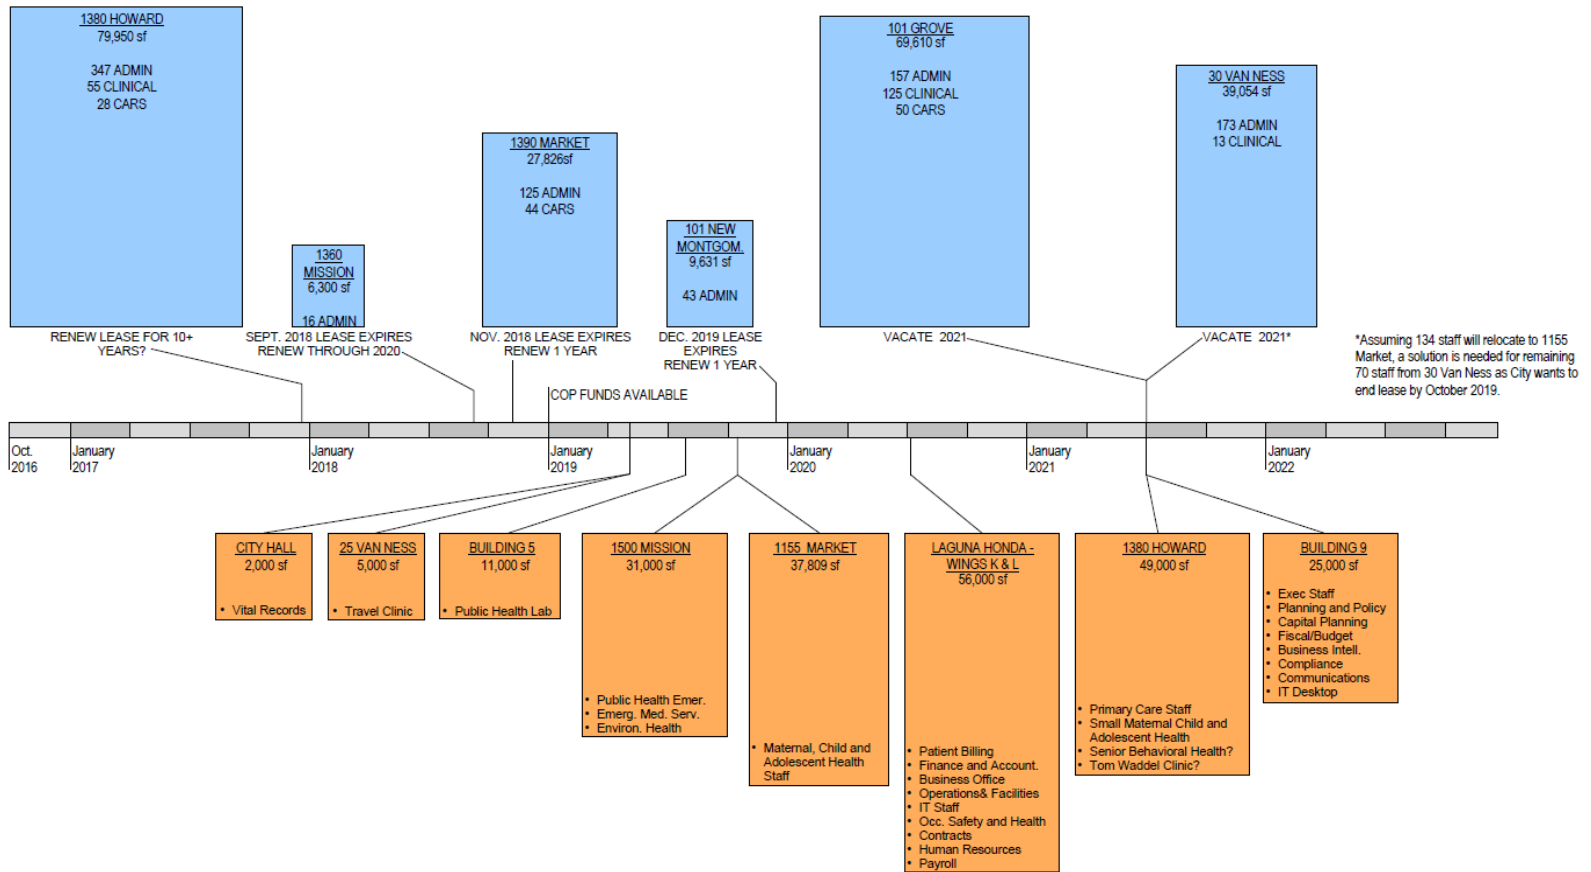 1380 HOWARD
79,950 sf
347 ADMIN
55 CLINICAL
28 CARS
RENEW LEASE FOR 10+
YEARS?
1360
MISSION
6,300 sf
16 ADMIN
SEPT. 2018 LEASE EXPIRES
RENEW THROUGH 2020
1390 MARKET
27,826sf
125 ADMIN
44 CARS
NOV. 2018 LEASE EXPIRES
RENEW 1 YEAR
101 NEW
MONTGOM.
9,631 sf
43 ADMIN
DEC. 2019 LEASE
EXPIRES
RENEW 1 YEAR
101 GROVE
69,610 sf
157 ADMIN
125 CLINICAL
50 CARS
VACATE 2021
30 VAN NESS
39,054 sf
173 ADMIN
13 CLINICAL
VACATE 2021*
*Assuming 134 staff will relocate to 1155
Market, a solution is needed for remaining
70 staff from 30 Van Ness as City wants to
end lease by October 2019.
COP FUNDS AVAILABLE
Oct.
2016
January
2017
January
2018
January
2019
January
2020
January
2021
January
2022
CITY HALL
2,000 sf
• Vital Records
25 VAN NESS
5,000 sf
• Travel Clinic
BUILDING 5
11,000 sf
• Public Health Lab
1500 MISSION
31,000 sf
• Public Health Emer.
• Emerg. Med. Serv.
• Environ. Health
1155 MARKET
37,809 sf
• Maternal, Child and
Adolescent Health
Staff
LAGUNA HONDA -
WINGS K & L
56,000 sf
• Patient Billing
• Finance and Account.
• Business Office
• Operations& Facilities
• IT Staff
• Occ. Safety and Health
• Contracts
• Human Resources
• Payroll
1380 HOWARD
49,000 sf
• Primary Care Staff
• Small Maternal Child and
Adolescent Health
• Senior Behavioral Health?
• Tom Waddel Clinic?
BUILDING 9
25,000 sf
• Exec Staff
• Planning and Policy
• Capital Planning
• Fiscal/Budget
• Business Intell.
• Compliance
• Communications
• IT Desktop